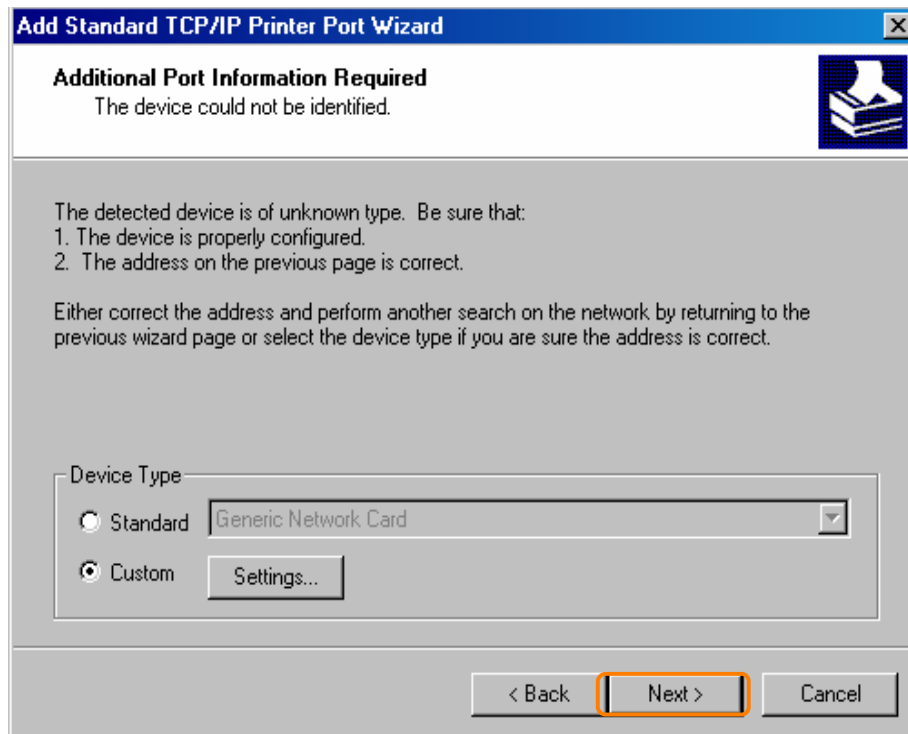 Add Standard TCP/IP Printer Port Wizard
Additional Port Information Required
The device could not be identified.
The detected device is of unknown type.  Be sure that:
1. The device is properly configured.
2.  The address on the previous page is correct.
Either correct the address and perform another search on the network by returning to the
previous wizard page or select the device type if you are sure the address is correct.
Device Type
Standard
Generic Network Card
Custom
Settings...
< Back
Next >
Cancel